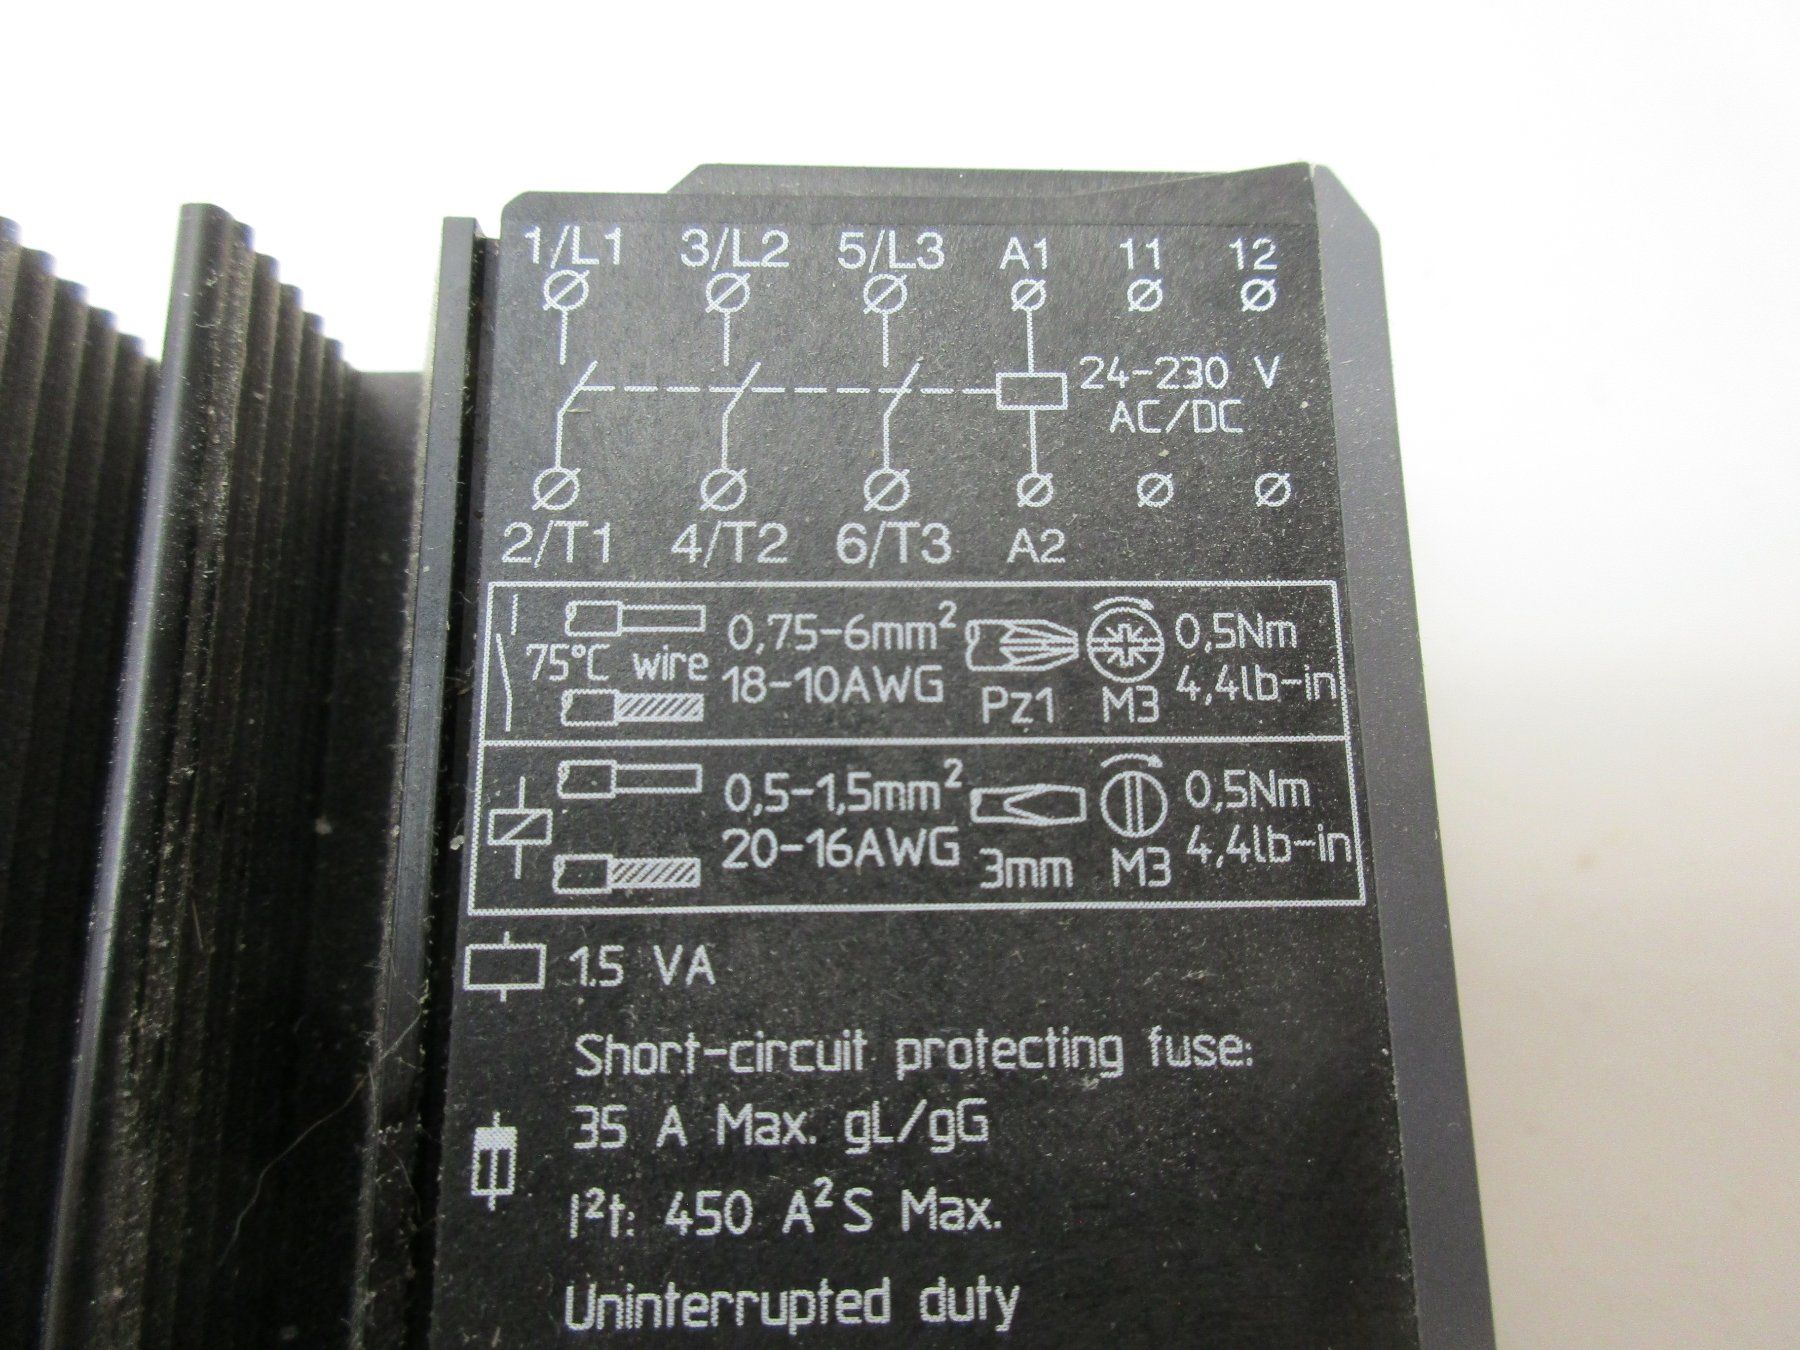 1/L1 3/L2 5/L3 A1 11 12
24-230 V
AC/DC
2/T1 4/T2 6/T3 A2
0,75-6mm² 0,5Nm
75°C wire 18-10AWG 4,4lb-in
Pz1 M3
0,5-1,5mm² 0,5Nm
20-16AWG 4,4lb-in
3mm M3
1.5 VA
Short-circuit protecting fuse:
35 A Max. gL/gG
I²t: 450 A²S Max.
Uninterrupted duty